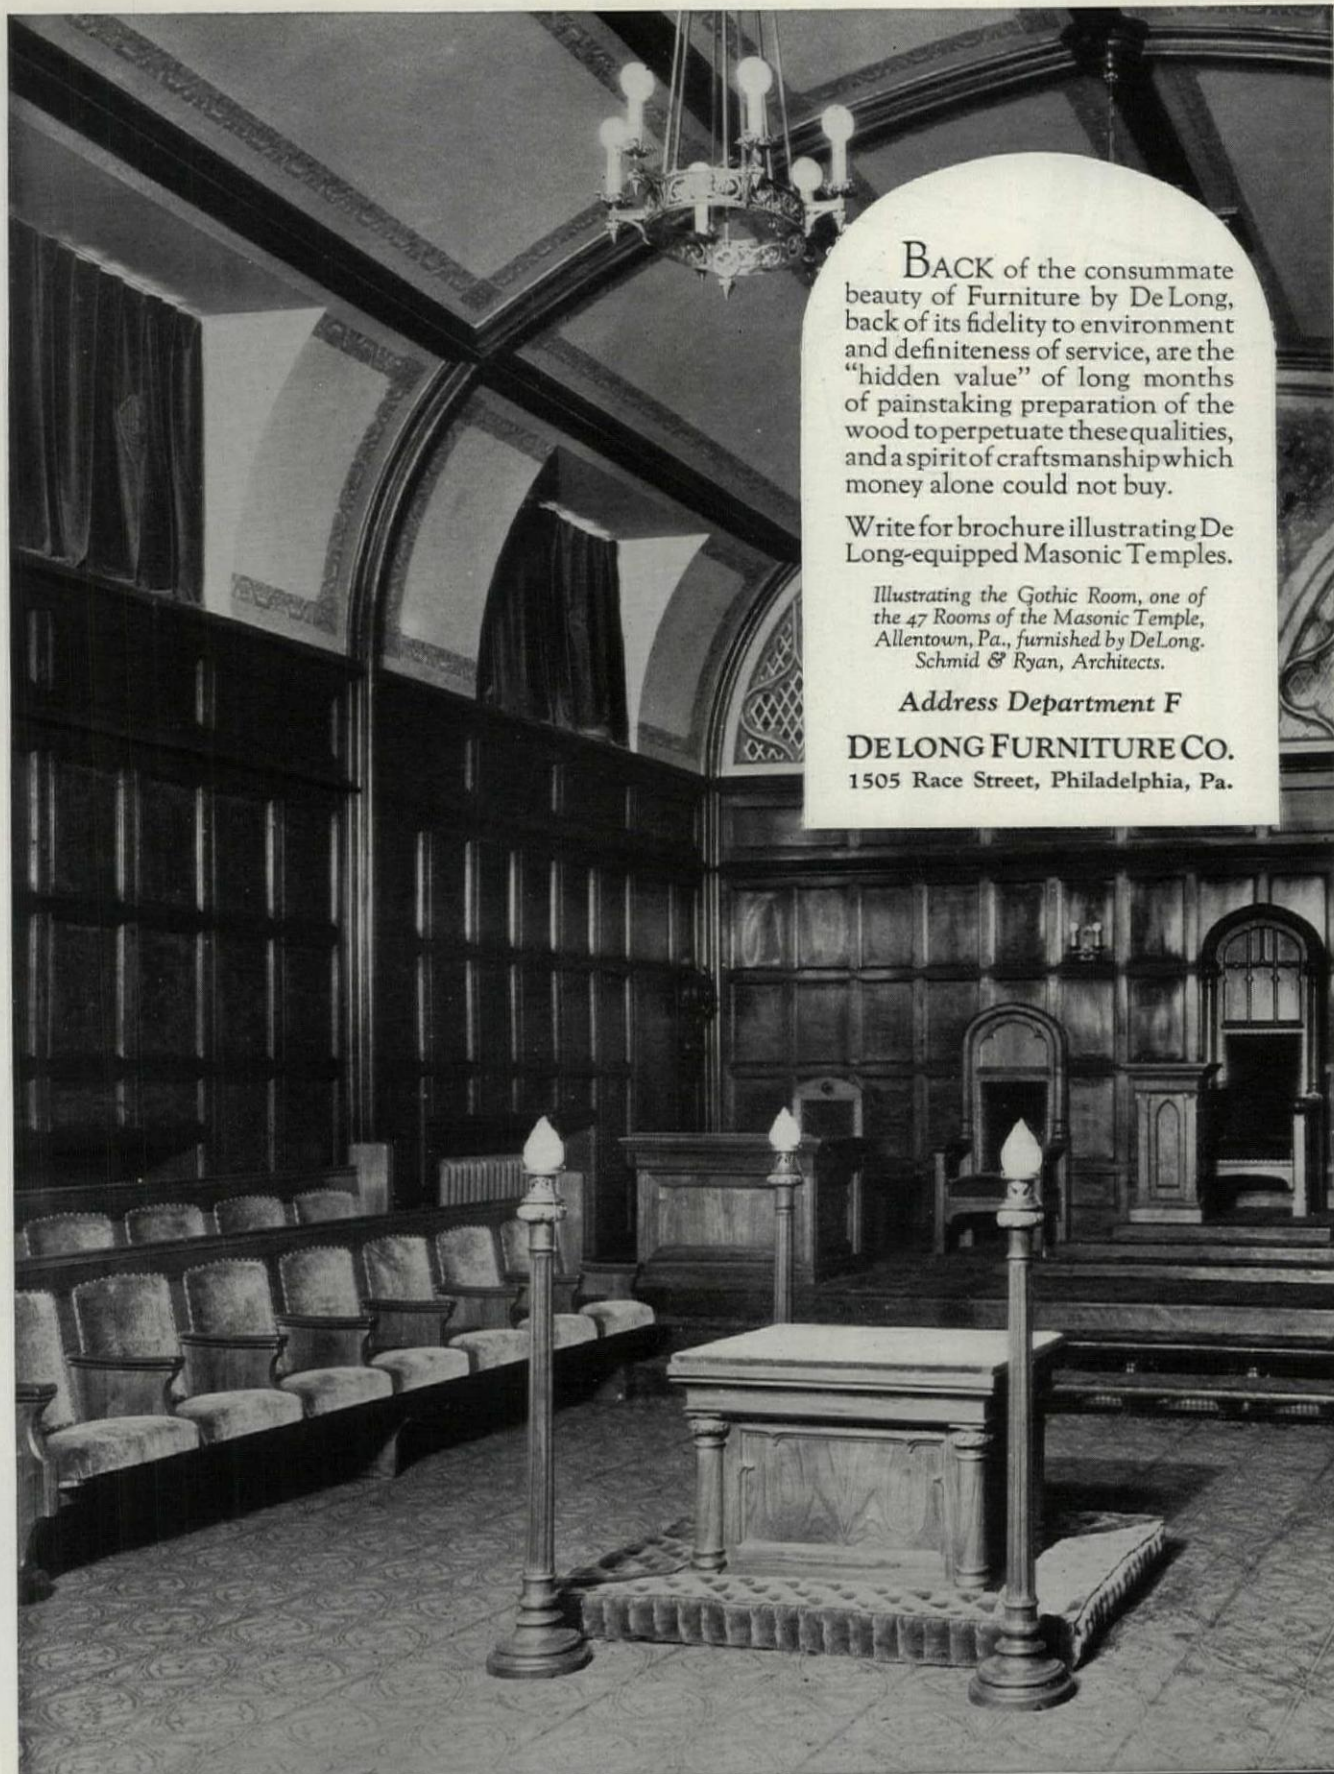 BACK of the consummate
beauty of Furniture by De Long,
back of its fidelity to environment
and definiteness of service, are the
“hidden value” of long months
of painstaking preparation of the
wood to perpetuate these qualities,
and a spirit of craftsmanship which
money alone could not buy.
Write for brochure illustrating De
Long-equipped Masonic Temples.
Illustrating the Gothic Room, one of
the 47 Rooms of the Masonic Temple,
Allentown, Pa., furnished by DeLong.
Schmid & Ryan, Architects.
Address Department F
DELONG FURNITURE CO.
1505 Race Street, Philadelphia, Pa.